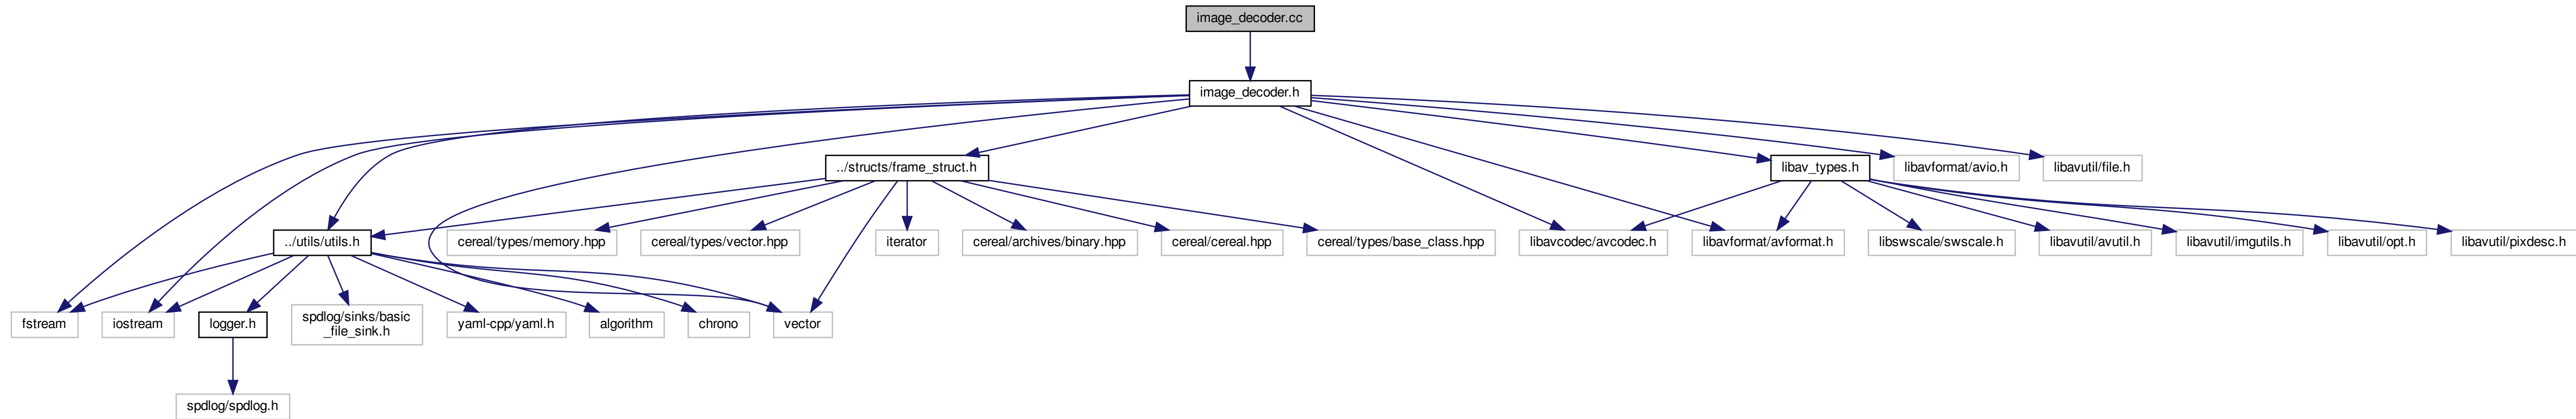 image_decoder.cc
image_decoder.h
../structs/frame_struct.h
libav_types.h
libavformat/avio.h
libavutil/file.h
../utils/utils.h
cereal/types/memory.hpp
cereal/types/vector.hpp
iterator
cereal/archives/binary.hpp
cereal/cereal.hpp
cereal/types/base_class.hpp
libavcodec/avcodec.h
libavformat/avformat.h
libswscale/swscale.h
libavutil/avutil.h
libavutil/imgutils.h
libavutil/opt.h
libavutil/pixdesc.h
fstream
iostream
logger.h
spdlog/sinks/basic
_file_sink.h
yaml-cpp/yaml.h
algorithm
chrono
vector
spdlog/spdlog.h